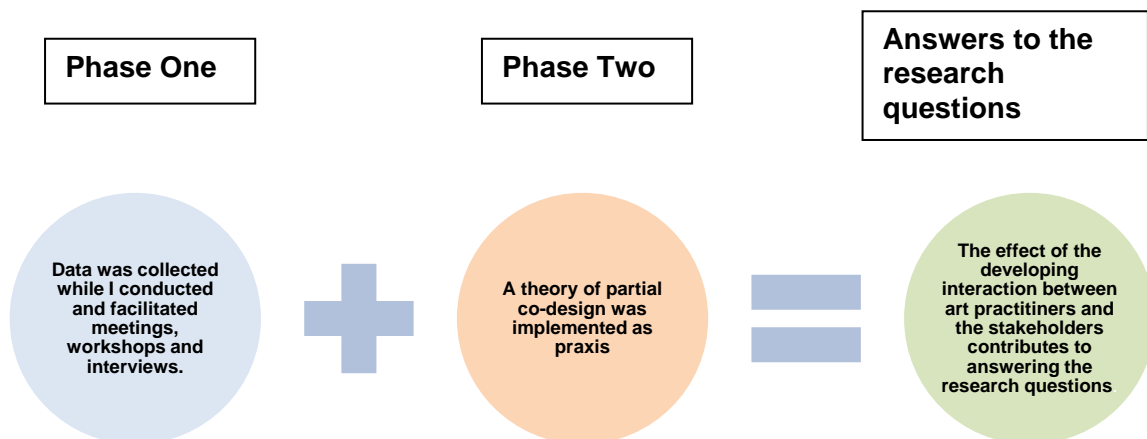 Phase One
Phase Two
Answers to the
research
questions
Data was collected
while I conducted
and facilitated
meetings,
workshops and
interviews.
A theory of partial
co-design was
implemented as
praxis
The effect of the
developing
interaction between
art practitiners and
the stakeholders
contributes to
answering the
research questions